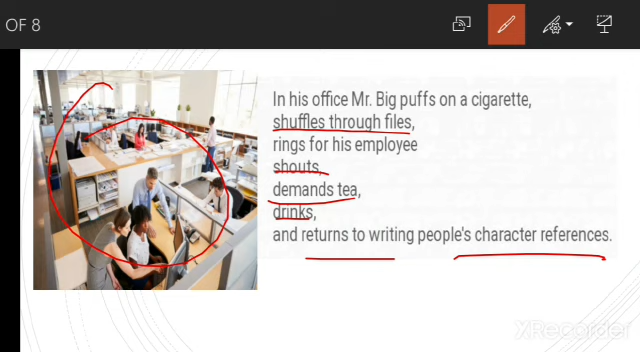 OF 8
In his office Mr. Big puffs on a cigarette,
shuffles through files,
rings for his employee
shouts,
demands tea,
drinks,
and returns to writing people's character references.
XRecorder